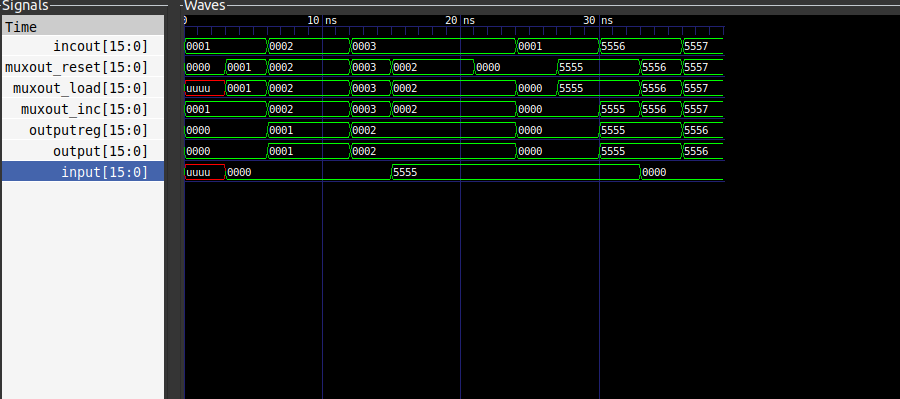 Signals Waves
Time 0 10 ns 20 ns 30 ns
incout[15:0] 0001 0002 0003 0001 5556 5557
muxout_reset[15:0] 0000 0001 0002 0003 0002 0000 5555 5556 5557
muxout_load[15:0] uuuu 0001 0002 0003 0002 0000 5555 5556 5557
muxout_inc[15:0] 0001 0002 0003 0002 0000 5555 5556 5557
outputreg[15:0] 0000 0001 0002 0000 5555 5556
output[15:0] 0000 0001 0002 0000 5555 5556
input[15:0] uuuu 0000 5555 0000